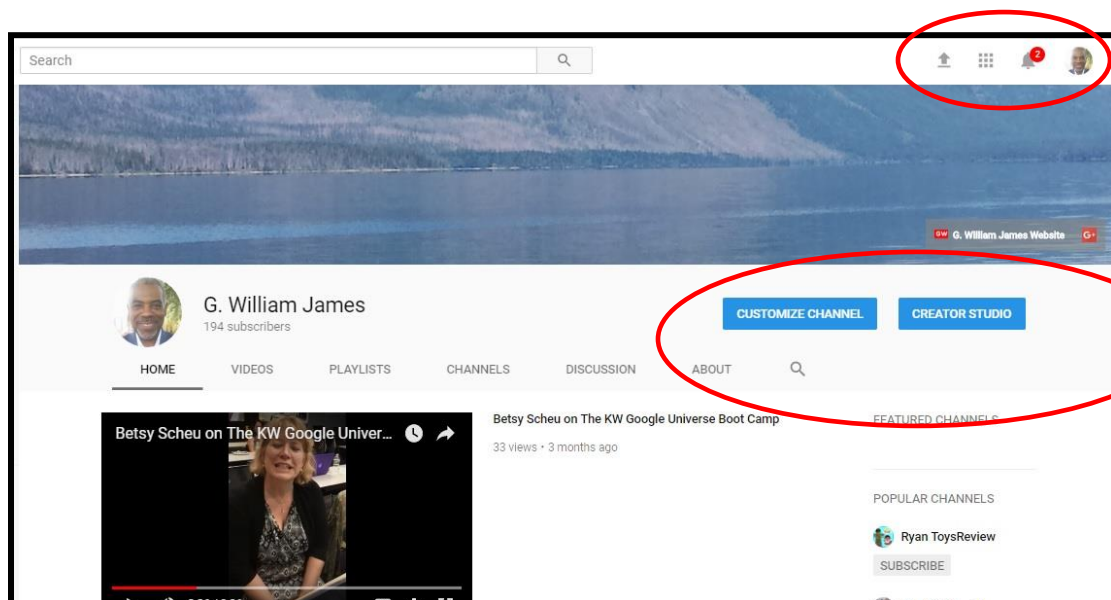 Search
2
GW G. William James Website G+
G. William James
194 subscribers
CUSTOMIZE CHANNEL
CREATOR STUDIO
HOME VIDEOS PLAYLISTS CHANNELS DISCUSSION ABOUT
Betsy Scheu on The KW Google Univer...
Betsy Scheu on The KW Google Universe Boot Camp
33 views • 3 months ago
FEATURED CHANNELS
POPULAR CHANNELS
Ryan ToysReview
SUBSCRIBE